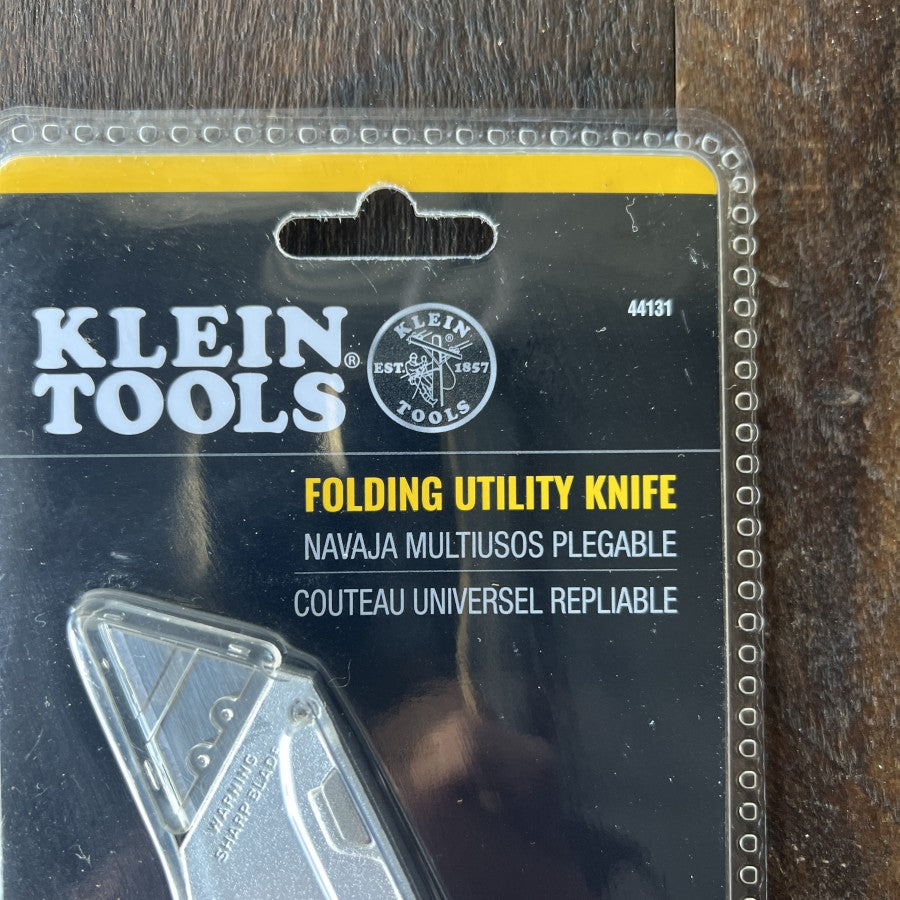 44131
KLEIN
TOOLS®
KLEIN
®
EST. 1857
TOOLS
FOLDING UTILITY KNIFE
NAVAJA MULTIUSOS PLEGABLE
COUTEAU UNIVERSEL REPLIABLE
WARNING
SHARP BLADE